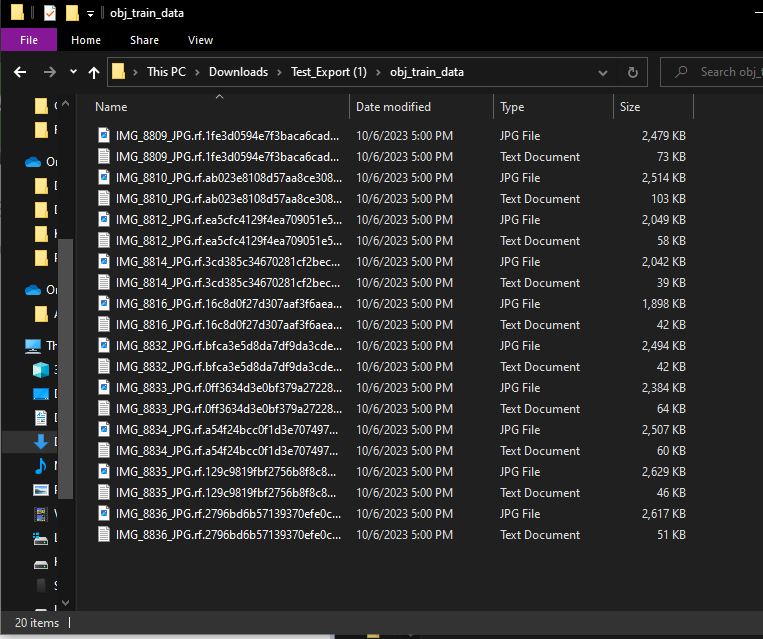 obj_train_data
File Home Share View
This PC > Downloads > Test_Export (1) > obj_train_data Search obj_t
Name Date modified Type Size
IMG_8809_JPG.rf.1fe3d0594e7f3baca6cad... 10/6/2023 5:00 PM JPG File 2,479 KB
IMG_8809_JPG.rf.1fe3d0594e7f3baca6cad... 10/6/2023 5:00 PM Text Document 73 KB
IMG_8810_JPG.rf.ab023e8108d57aa8ce308... 10/6/2023 5:00 PM JPG File 2,514 KB
IMG_8810_JPG.rf.ab023e8108d57aa8ce308... 10/6/2023 5:00 PM Text Document 103 KB
IMG_8812_JPG.rf.ea5cfc4129f4ea709051e5... 10/6/2023 5:00 PM JPG File 2,049 KB
IMG_8812_JPG.rf.ea5cfc4129f4ea709051e5... 10/6/2023 5:00 PM Text Document 58 KB
IMG_8814_JPG.rf.3cd385c34670281cf2bec... 10/6/2023 5:00 PM JPG File 2,042 KB
IMG_8814_JPG.rf.3cd385c34670281cf2bec... 10/6/2023 5:00 PM Text Document 39 KB
IMG_8816_JPG.rf.16c8d0f27d307aaf3f6aea... 10/6/2023 5:00 PM JPG File 1,898 KB
IMG_8816_JPG.rf.16c8d0f27d307aaf3f6aea... 10/6/2023 5:00 PM Text Document 42 KB
IMG_8832_JPG.rf.bfca3e5d8da7df9da3cde... 10/6/2023 5:00 PM JPG File 2,494 KB
IMG_8832_JPG.rf.bfca3e5d8da7df9da3cde... 10/6/2023 5:00 PM Text Document 42 KB
IMG_8833_JPG.rf.0ff3634d3e0bf379a27228... 10/6/2023 5:00 PM JPG File 2,384 KB
IMG_8833_JPG.rf.0ff3634d3e0bf379a27228... 10/6/2023 5:00 PM Text Document 64 KB
IMG_8834_JPG.rf.a54f24bcc0f1d3e707497... 10/6/2023 5:00 PM JPG File 2,507 KB
IMG_8834_JPG.rf.a54f24bcc0f1d3e707497... 10/6/2023 5:00 PM Text Document 60 KB
IMG_8835_JPG.rf.129c9819fbf2756b8f8c8... 10/6/2023 5:00 PM JPG File 2,629 KB
IMG_8835_JPG.rf.129c9819fbf2756b8f8c8... 10/6/2023 5:00 PM Text Document 46 KB
IMG_8836_JPG.rf.2796bd6b57139370efe0c... 10/6/2023 5:00 PM JPG File 2,617 KB
IMG_8836_JPG.rf.2796bd6b57139370efe0c... 10/6/2023 5:00 PM Text Document 51 KB
20 items